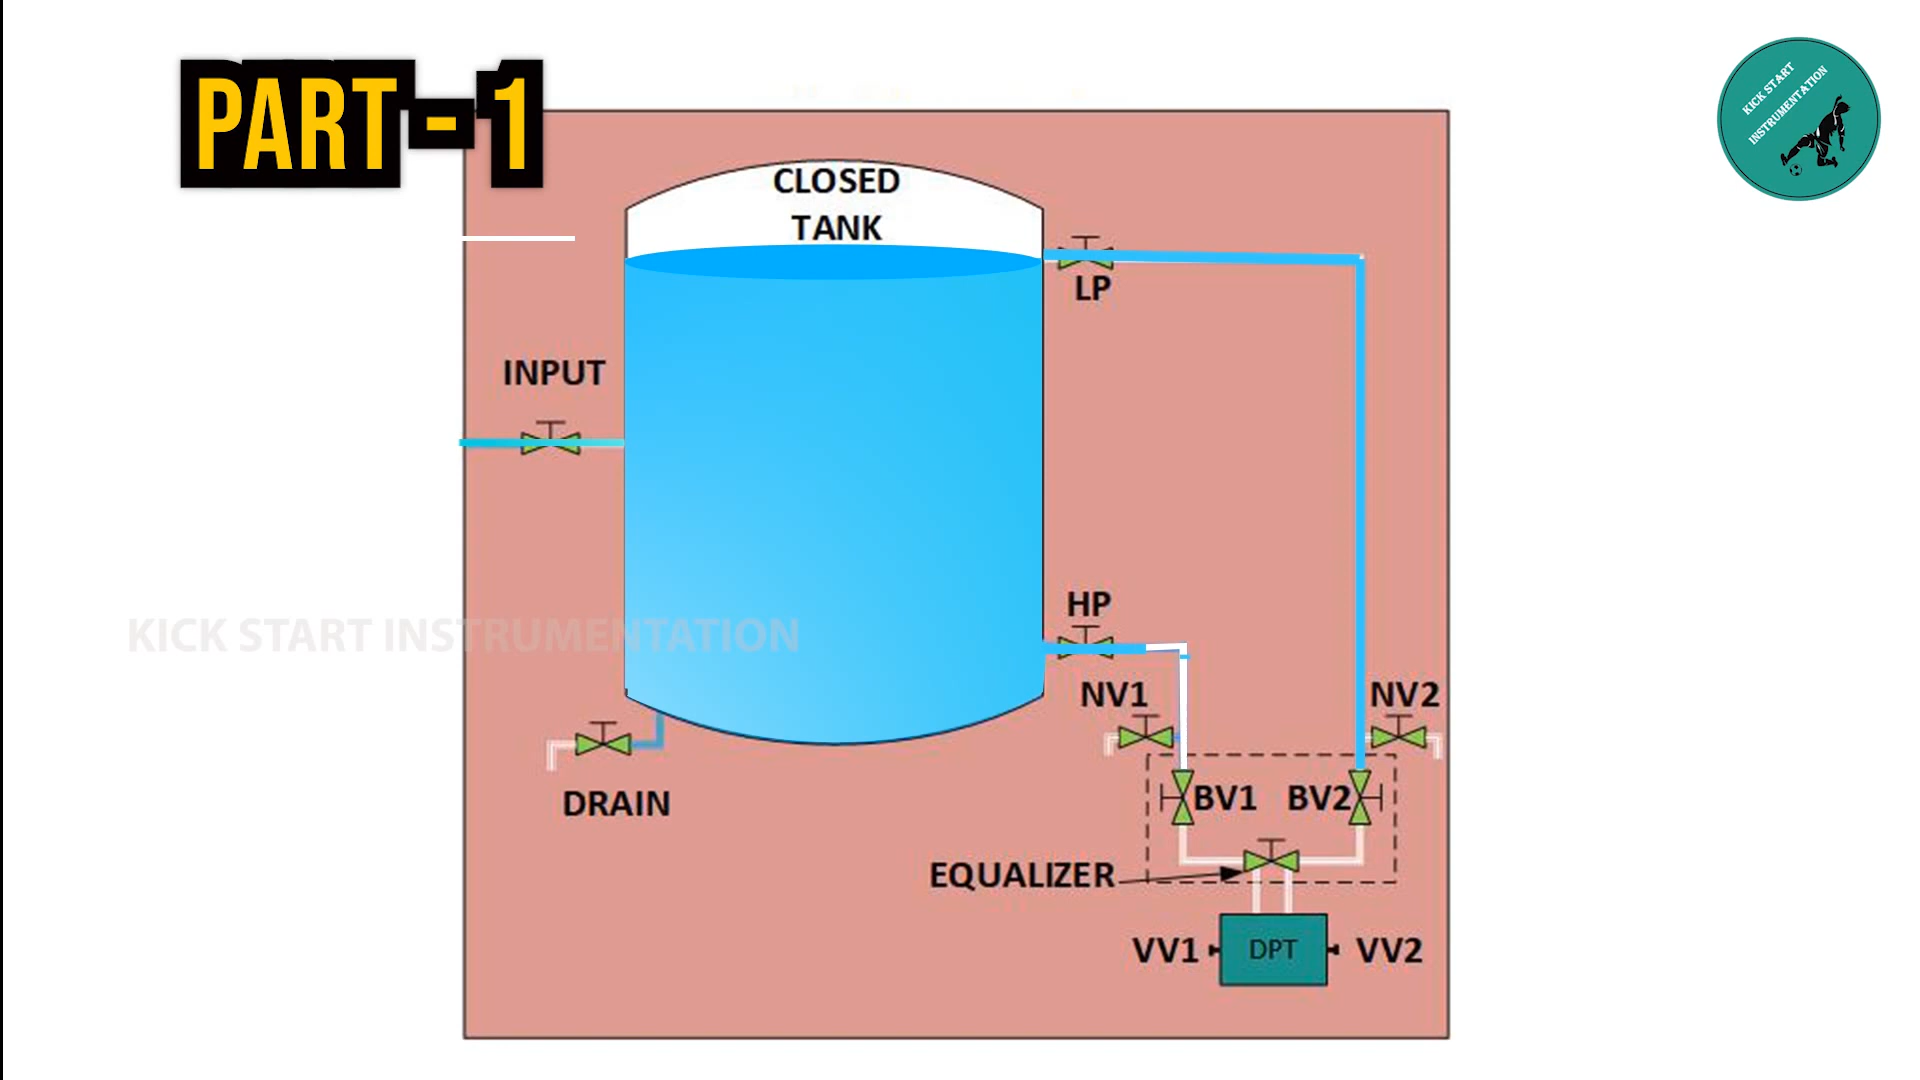 PART - 1
KICK START
INSTRUMENTATION
CLOSED
TANK
LP
INPUT
HP
KICK START INSTRUMENTATION
NV1
NV2
BV1
BV2
DRAIN
EQUALIZER
VV1
DPT
VV2